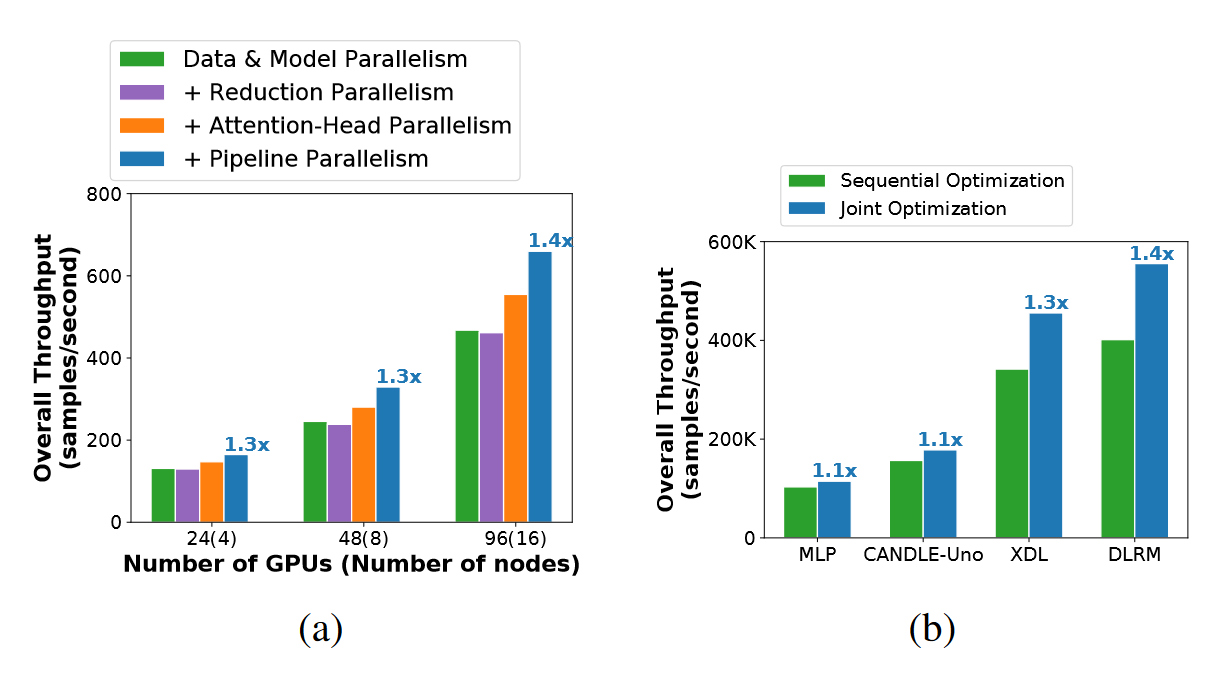 Data & Model Parallelism
+ Reduction Parallelism
+ Attention-Head Parallelism
+ Pipeline Parallelism
Overall Throughput
(samples/second)
800
600
400
200
0
1.3x
1.3x
1.4x
24(4)
48(8)
96(16)
Number of GPUs (Number of nodes)
(a)
Sequential Optimization
Joint Optimization
Overall Throughput
(samples/second)
600K
400K
200K
0
1.1x
1.1x
1.3x
1.4x
MLP
CANDLE-Uno
XDL
DLRM
(b)